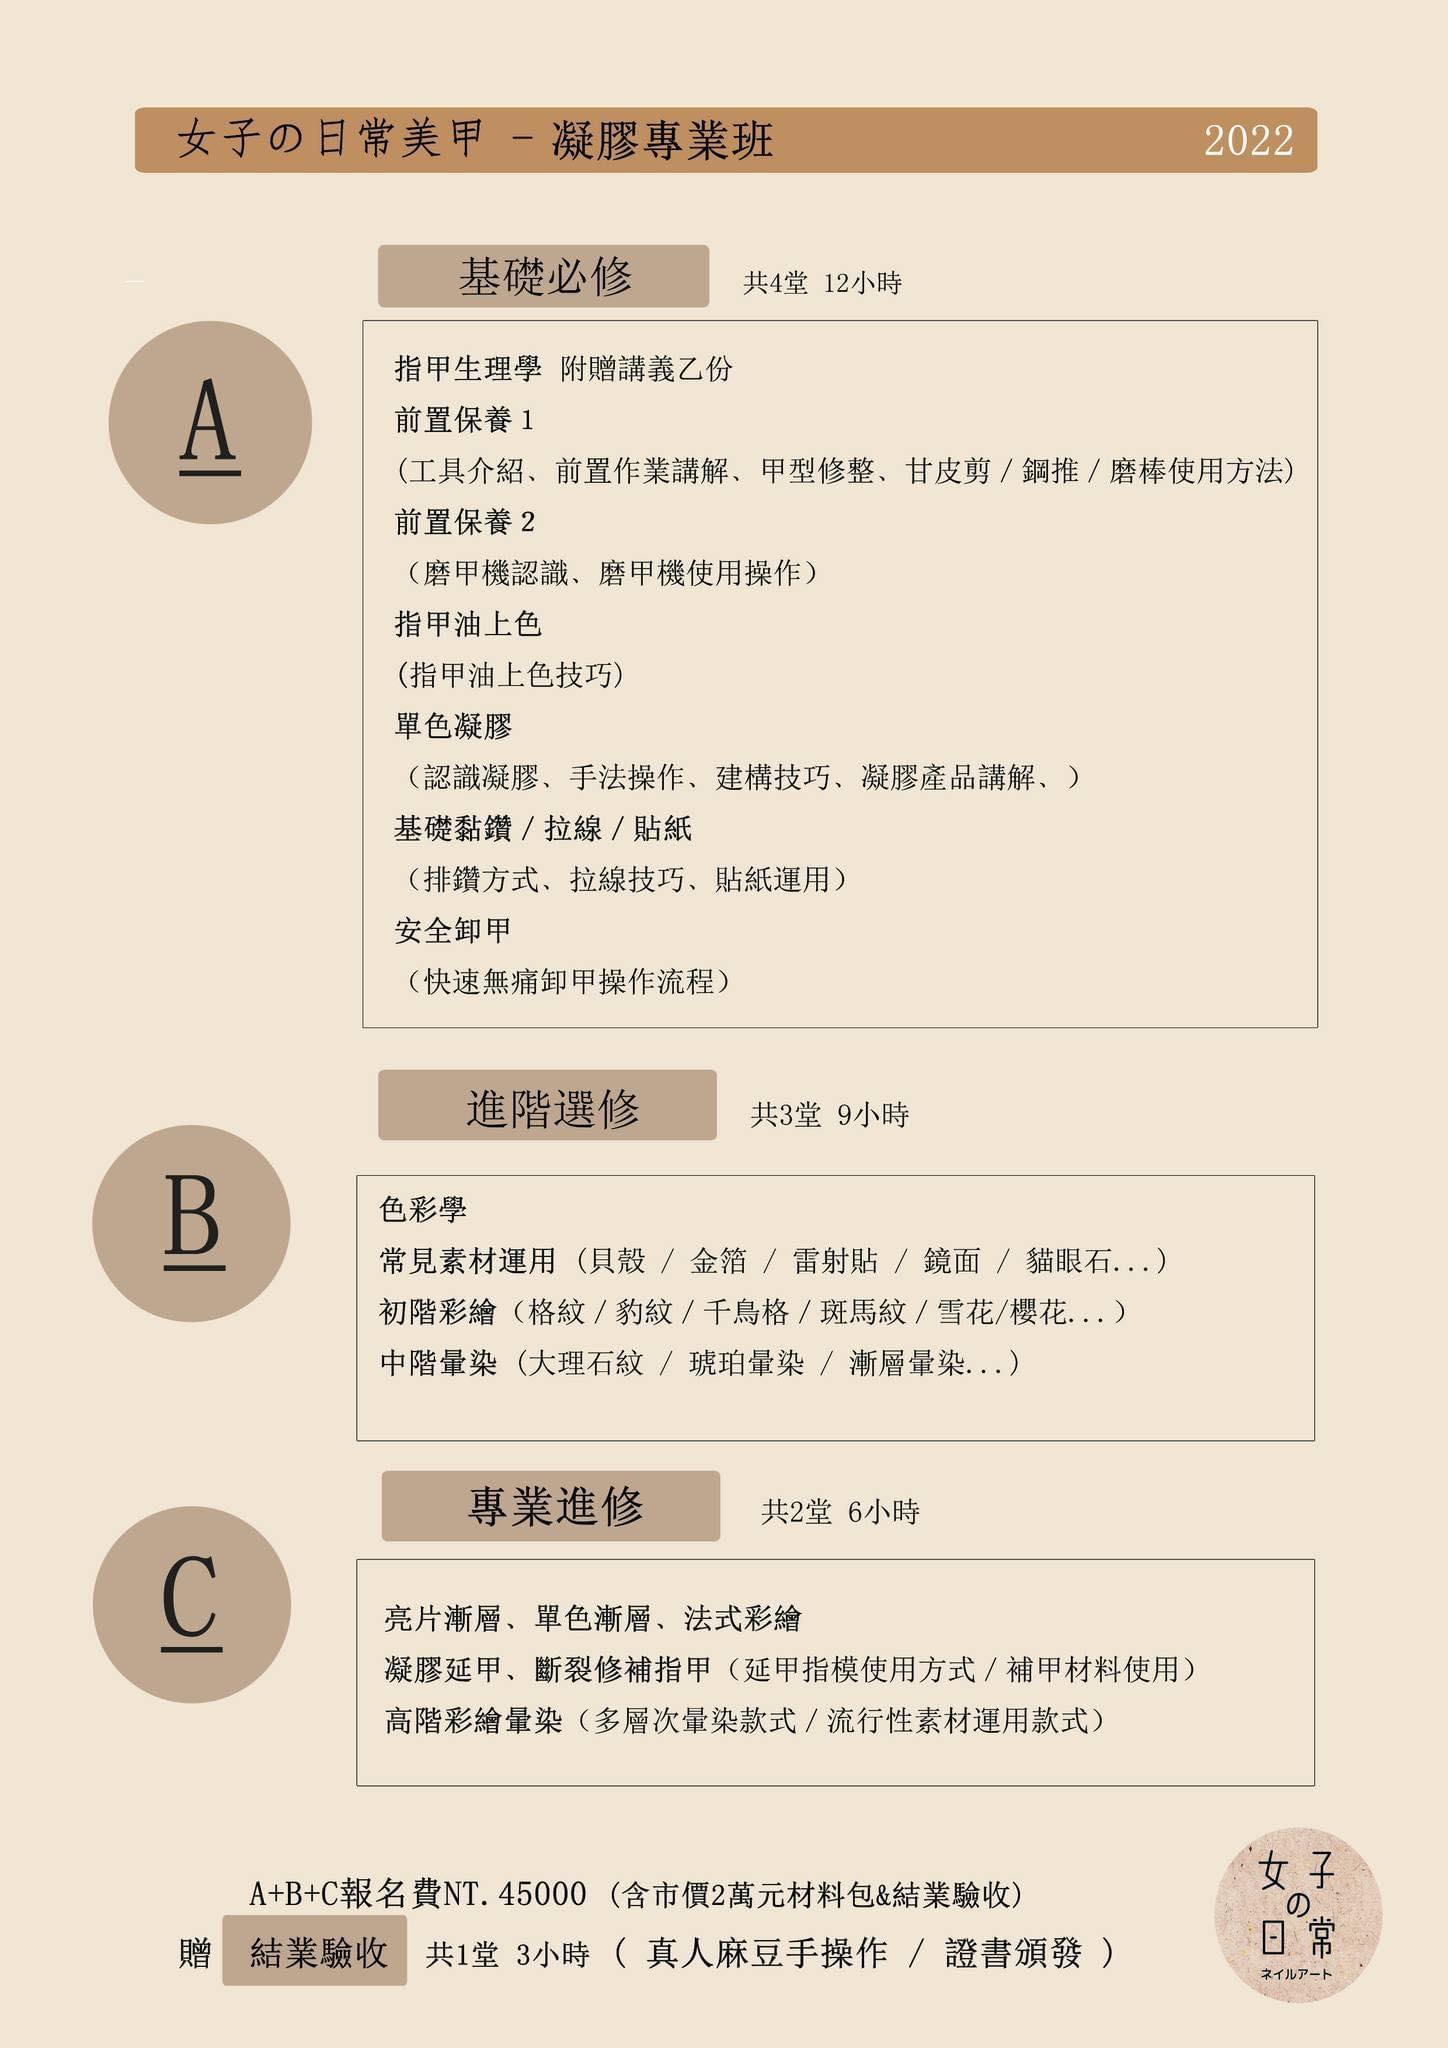 女子の日常美甲 - 凝膠專業班 2022
基礎必修 共4堂 12小時
A
指甲生理學 附贈講義乙份
前置保養 1
(工具介紹、前置作業講解、甲型修整、甘皮剪 / 鋼推 / 磨棒使用方法)
前置保養 2
（磨甲機認識、磨甲機使用操作）
指甲油上色
(指甲油上色技巧)
單色凝膠
（認識凝膠、手法操作、建構技巧、凝膠產品講解、）
基礎黏鑽 / 拉線 / 貼紙
（排鑽方式、拉線技巧、貼紙運用）
安全卸甲
（快速無痛卸甲操作流程）
進階選修 共3堂 9小時
B
色彩學
常見素材運用 (貝殼 / 金箔 / 雷射貼 / 鏡面 / 貓眼石...)
初階彩繪（格紋 / 豹紋 / 千鳥格 / 斑馬紋 / 雪花/櫻花...）
中階暈染 (大理石紋 / 琥珀暈染 / 漸層暈染...)
專業進修 共2堂 6小時
C
亮片漸層、單色漸層、法式彩繪
凝膠延甲、斷裂修補指甲（延甲指模使用方式 / 補甲材料使用）
高階彩繪暈染（多層次暈染款式 / 流行性素材運用款式）
A+B+C報名費NT.45000 (含市價2萬元材料包&結業驗收)
贈 結業驗收 共1堂 3小時 ( 真人麻豆手操作 / 證書頒發 )
女子
の
日常
ネイルアート